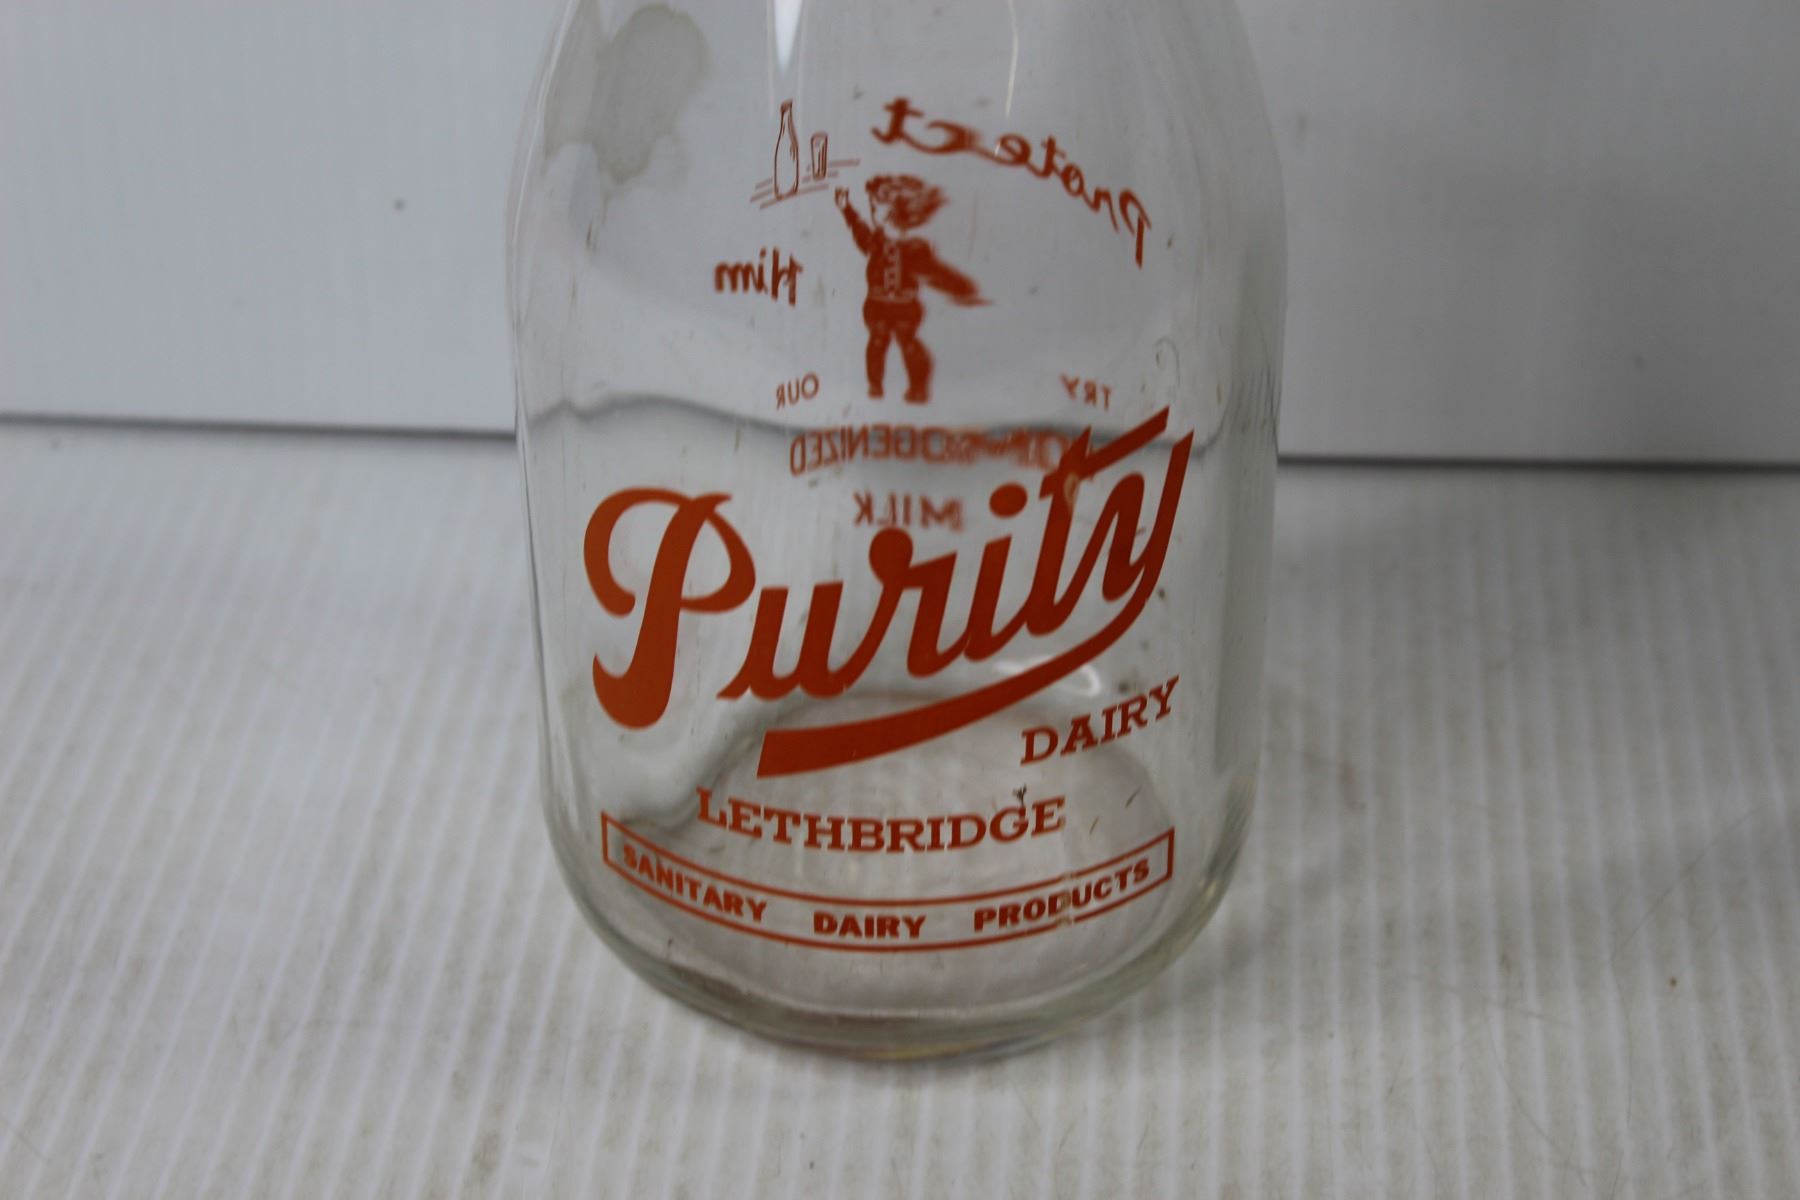 Protect
Him
TRY OUR
HOMOGENIZED
MILK
Purity
DAIRY
LETHBRIDGE
SANITARY DAIRY PRODUCTS